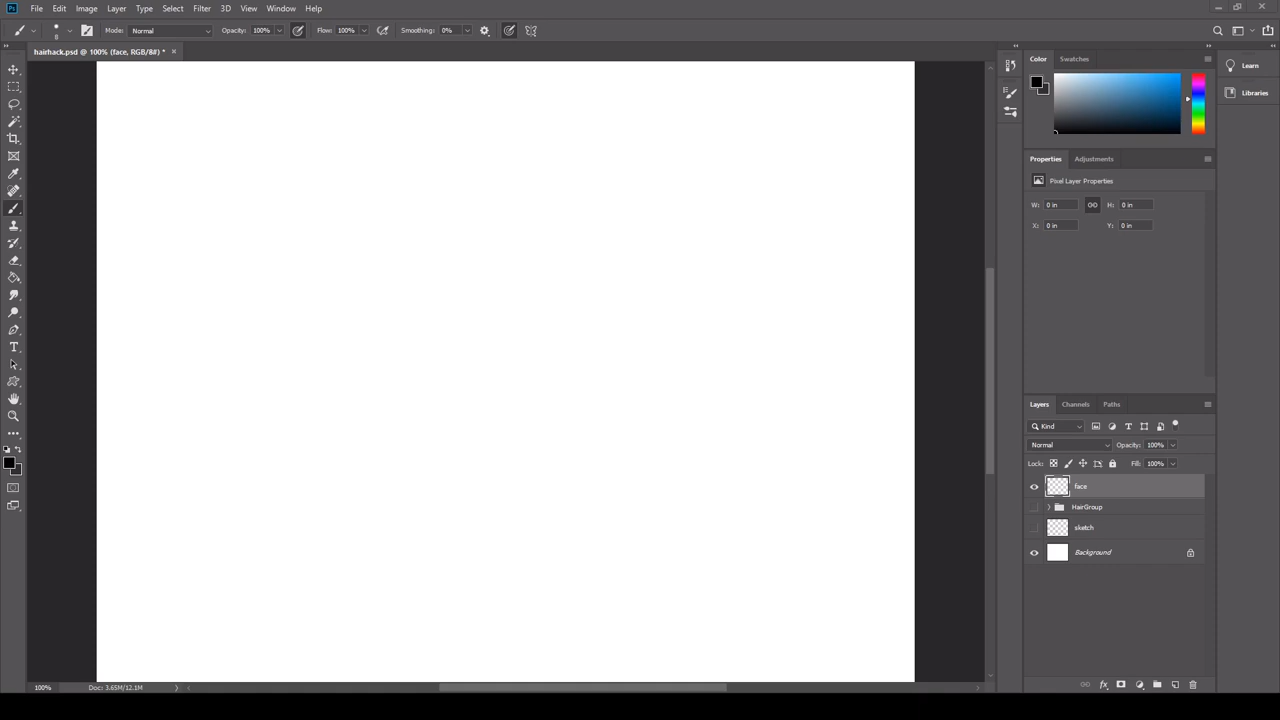 Ps File Edit Image Layer Type Select Filter 3D View Window Help
8 Mode: Normal Opacity: 100% Flow: 100% Smoothing: 0%
hairhack.psd @ 100% (face, RGB/8#) * ×
Color Swatches
Learn
Libraries
Properties Adjustments
Pixel Layer Properties
W: 0 in H: 0 in
X: 0 in Y: 0 in
Layers Channels Paths
Kind
Normal Opacity: 100%
Lock: Fill: 100%
face
HairGroup
sketch
Background
100% Doc: 3.65M/12.1M